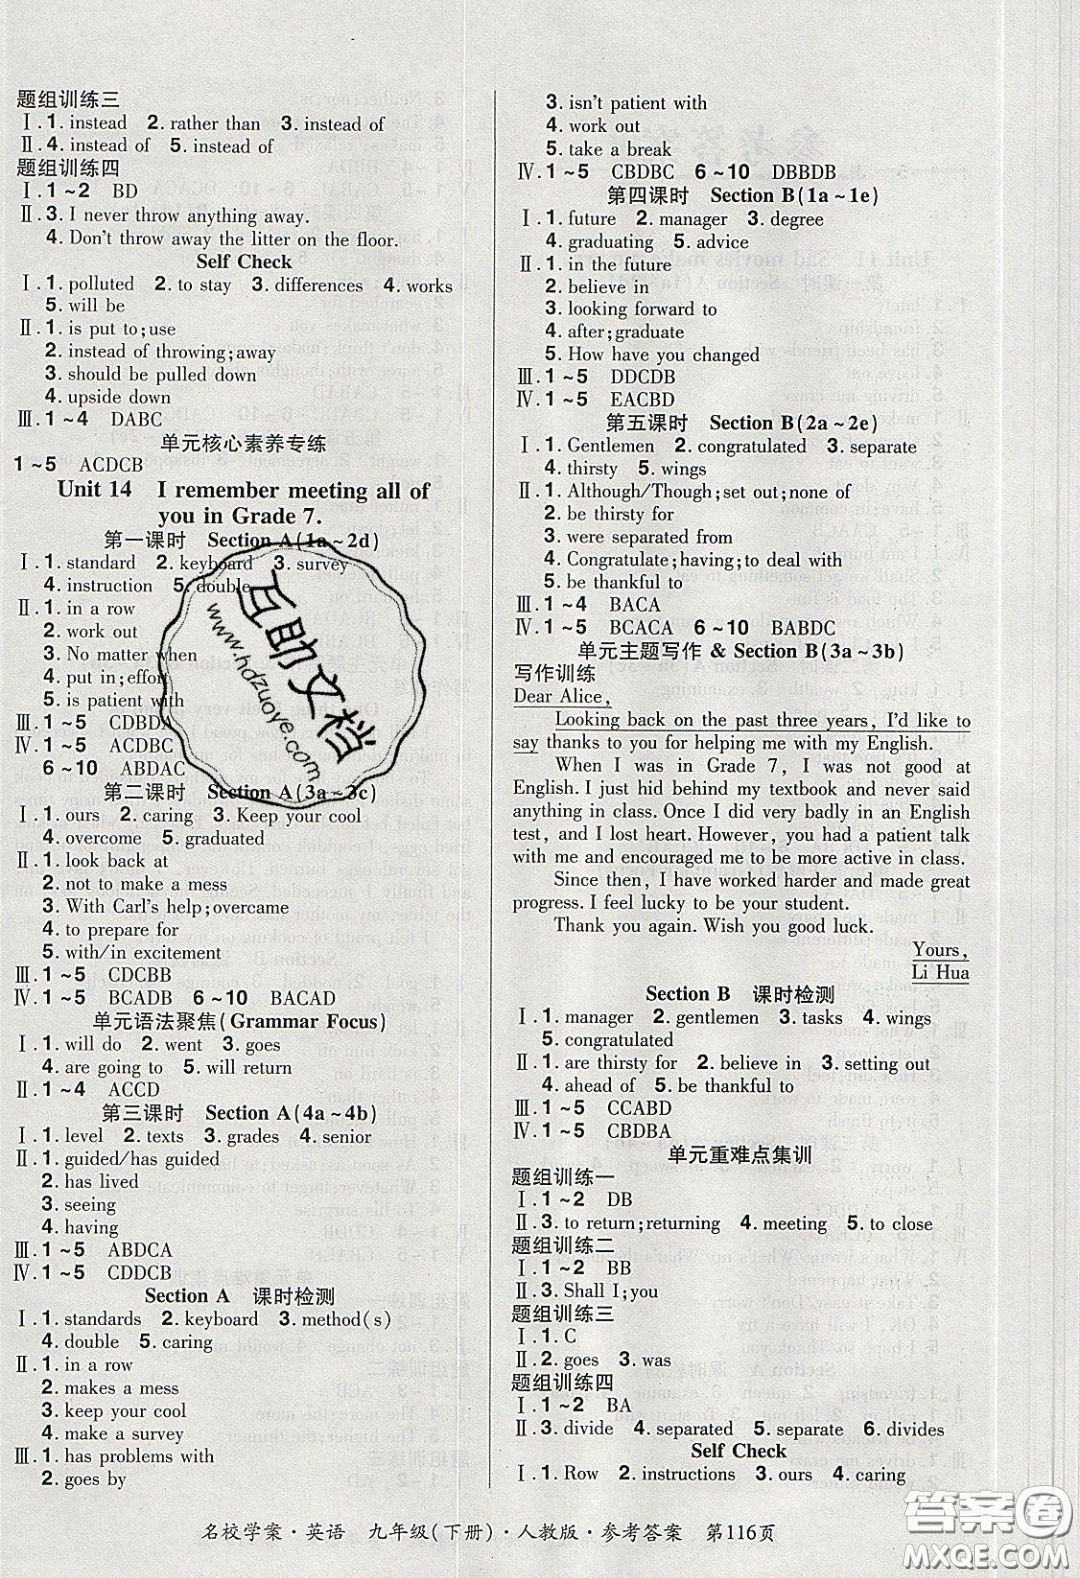 题组训练三
Ⅰ.1. instead 2. rather than 3. instead of
Ⅱ.4. instead of 5. instead of
题组训练四
Ⅰ.1~2 BD
Ⅱ.3. I never throw anything away.
4. Don't throw away the litter on the floor.
Self Check
Ⅰ.1. polluted 2. to stay 3. differences 4. works
5. will be
Ⅱ.1. is put to;use
2. instead of throwing;away
3. should be pulled down
4. upside down
Ⅲ.1~4 DABC
单元核心素养专练
1~5 ACDCB
Unit 14 I remember meeting all of
you in Grade 7.
第一课时 Section A(1a~2d)
Ⅰ.1. standard 2. keyboard 3. survey
4. instruction 5. double
Ⅱ.1. in a row
2. work out
3. No matter when
4. put in;effort
5. is patient with
Ⅲ.1~5 CDBDA
Ⅳ.1~5 ACDBC
6~10 ABDAC
第二课时 Section A(3a~3c)
Ⅰ.1. ours 2. caring 3. Keep your cool
4. overcome 5. graduated
Ⅱ.1. look back at
2. not to make a mess
3. With Carl's help;overcame
4. to prepare for
5. with/in excitement
Ⅲ.1~5 CDCBB
Ⅳ.1~5 BCADB 6~10 BACAD
单元语法聚焦(Grammar Focus)
Ⅰ.1. will do 2. went 3. goes
4. are going to 5. will return
Ⅱ.1~4 ACCD
第三课时 Section A(4a~4b)
Ⅰ.1. level 2. texts 3. grades 4. senior
Ⅱ.1. guided/has guided
2. has lived
3. seeing
4. having
Ⅲ.1~5 ABDCA
Ⅳ.1~5 CDDCB
Section A 课时检测
Ⅰ.1. standards 2. keyboard 3. method(s)
4. double 5. caring
Ⅱ.1. in a row
2. makes a mess
3. keep your cool
4. make a survey
Ⅲ.1. has problems with
2. goes by
3. isn't patient with
4. work out
5. take a break
Ⅳ.1~5 CBDBC 6~10 DBBDB
第四课时 Section B(1a~1e)
Ⅰ.1. future 2. manager 3. degree
4. graduating 5. advice
Ⅱ.1. in the future
2. believe in
3. looking forward to
4. after;graduate
5. How have you changed
Ⅲ.1~5 DDCDB
Ⅳ.1~5 EACBD
第五课时 Section B(2a~2e)
Ⅰ.1. Gentlemen 2. congratulated 3. separate
4. thirsty 5. wings
Ⅱ.1. Although/Though;set out;none of
2. be thirsty for
3. were separated from
4. Congratulate;having;to deal with
5. be thankful to
Ⅲ.1~4 BACA
Ⅳ.1~5 BCACA 6~10 BABDC
单元主题写作 & Section B(3a~3b)
写作训练
Dear Alice,
Looking back on the past three years, I'd like to
say thanks to you for helping me with my English.
When I was in Grade 7, I was not good at
English. I just hid behind my textbook and never said
anything in class. Once I did very badly in an English
test, and I lost heart. However, you had a patient talk
with me and encouraged me to be more active in class.
Since then, I have worked harder and made great
progress. I feel lucky to be your student.
Thank you again. Wish you good luck.
Yours,
Li Hua
Section B 课时检测
Ⅰ.1. manager 2. gentlemen 3. tasks 4. wings
5. congratulated
Ⅱ.1. are thirsty for 2. believe in 3. setting out
4. ahead of 5. be thankful to
Ⅲ.1~5 CCABD
Ⅳ.1~5 CBDBA
单元重难点集训
题组训练一
Ⅰ.1~2 DB
Ⅱ.3. to return;returning 4. meeting 5. to close
题组训练二
Ⅰ.1~2 BB
Ⅱ.3. Shall I;you
题组训练三
Ⅰ.1. C
Ⅱ.2. goes 3. was
题组训练四
Ⅰ.1~2 BA
Ⅱ.3. divide 4. separated 5. separate 6. divides
Self Check
Ⅰ.1. Row 2. instructions 3. ours 4. caring
名校学案·英语 九年级(下册)·人教版·参考答案 第116页
互助文档
www.hdzuoye.com
答案圈
MXQE.COM